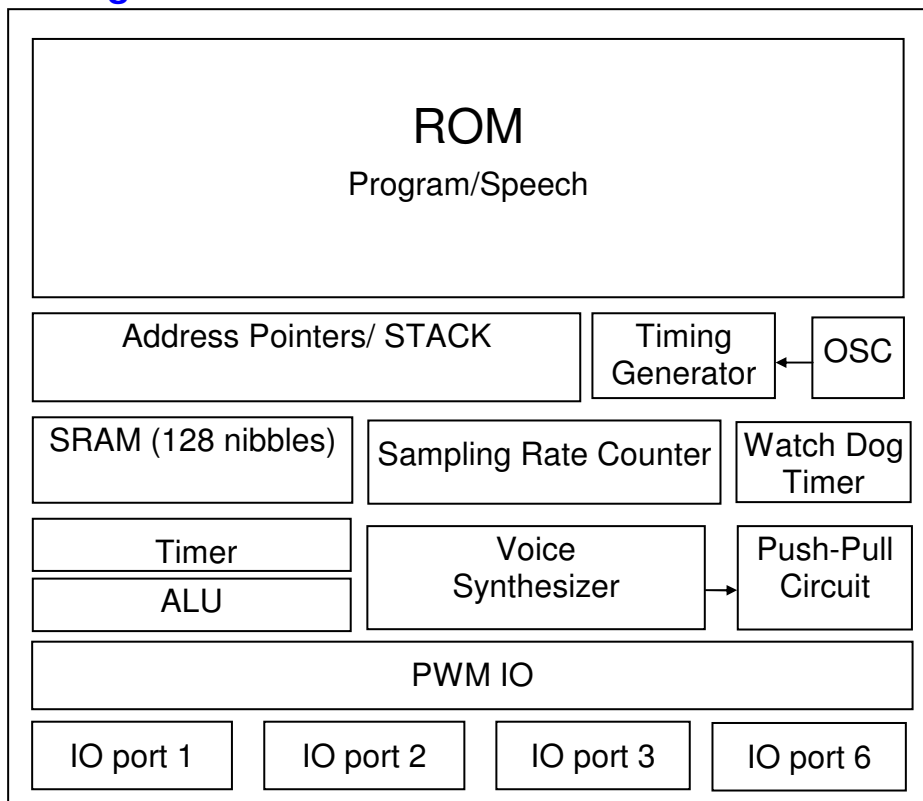 ROM
Program/Speech
Address Pointers/ STACK
Timing
Generator
OSC
SRAM (128 nibbles)
Sampling Rate Counter
Watch Dog
Timer
Timer
ALU
Voice
Synthesizer
Push-Pull
Circuit
PWM IO
IO port 1
IO port 2
IO port 3
IO port 6